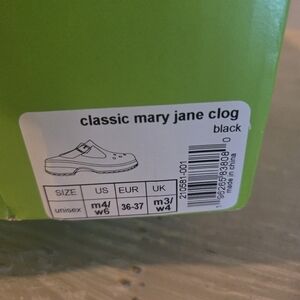 classic mary jane clog
black
SIZE US EUR UK
unisex m4/w6 36-37 m3/w4
210581-001
made in china